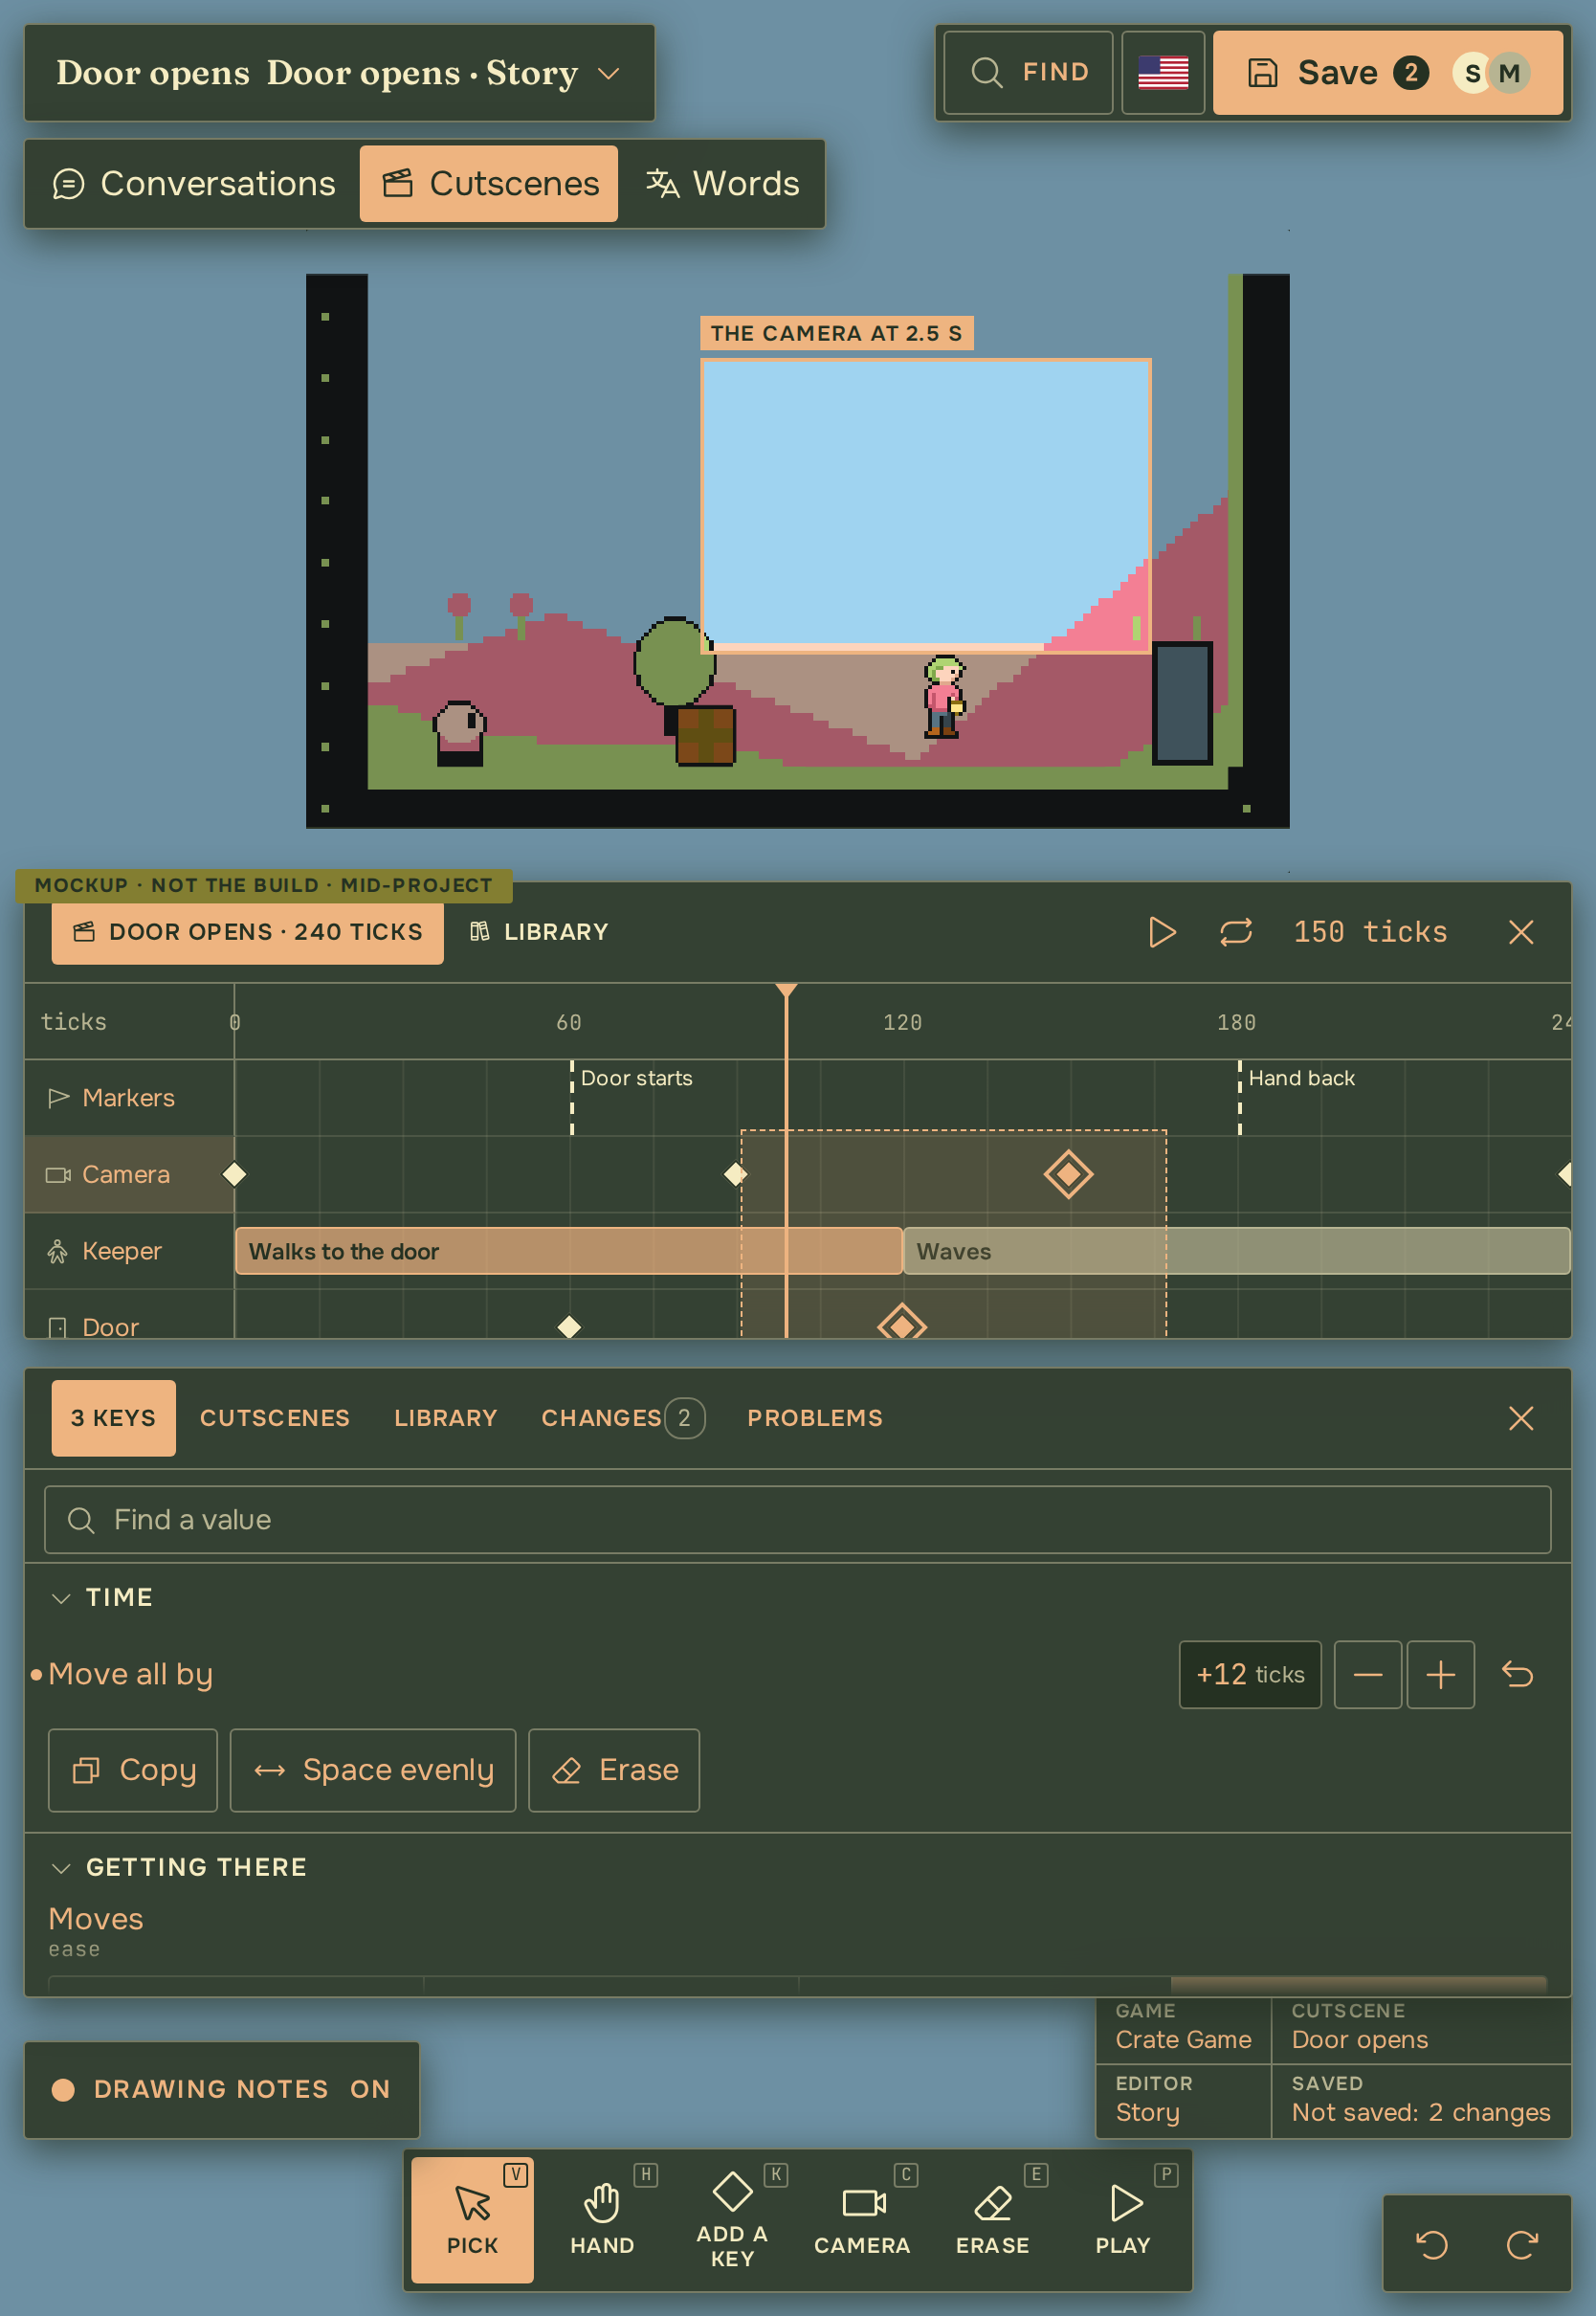 Door opens Door opens · Story
FIND
Save 2 S M
Conversations Cutscenes Words
THE CAMERA AT 2.5 S
MOCKUP · NOT THE BUILD · MID-PROJECT
DOOR OPENS · 240 TICKS LIBRARY 150 ticks
ticks 0 60 120 180 24
Markers Door starts Hand back
Camera
Keeper Walks to the door Waves
Door
3 KEYS CUTSCENES LIBRARY CHANGES 2 PROBLEMS
Find a value
TIME
Move all by +12 ticks
Copy Space evenly Erase
GETTING THERE
Moves
ease
GAME CUTSCENE
Crate Game Door opens
EDITOR SAVED
Story Not saved: 2 changes
DRAWING NOTES ON
V H K C E P
PICK HAND ADD A KEY CAMERA ERASE PLAY